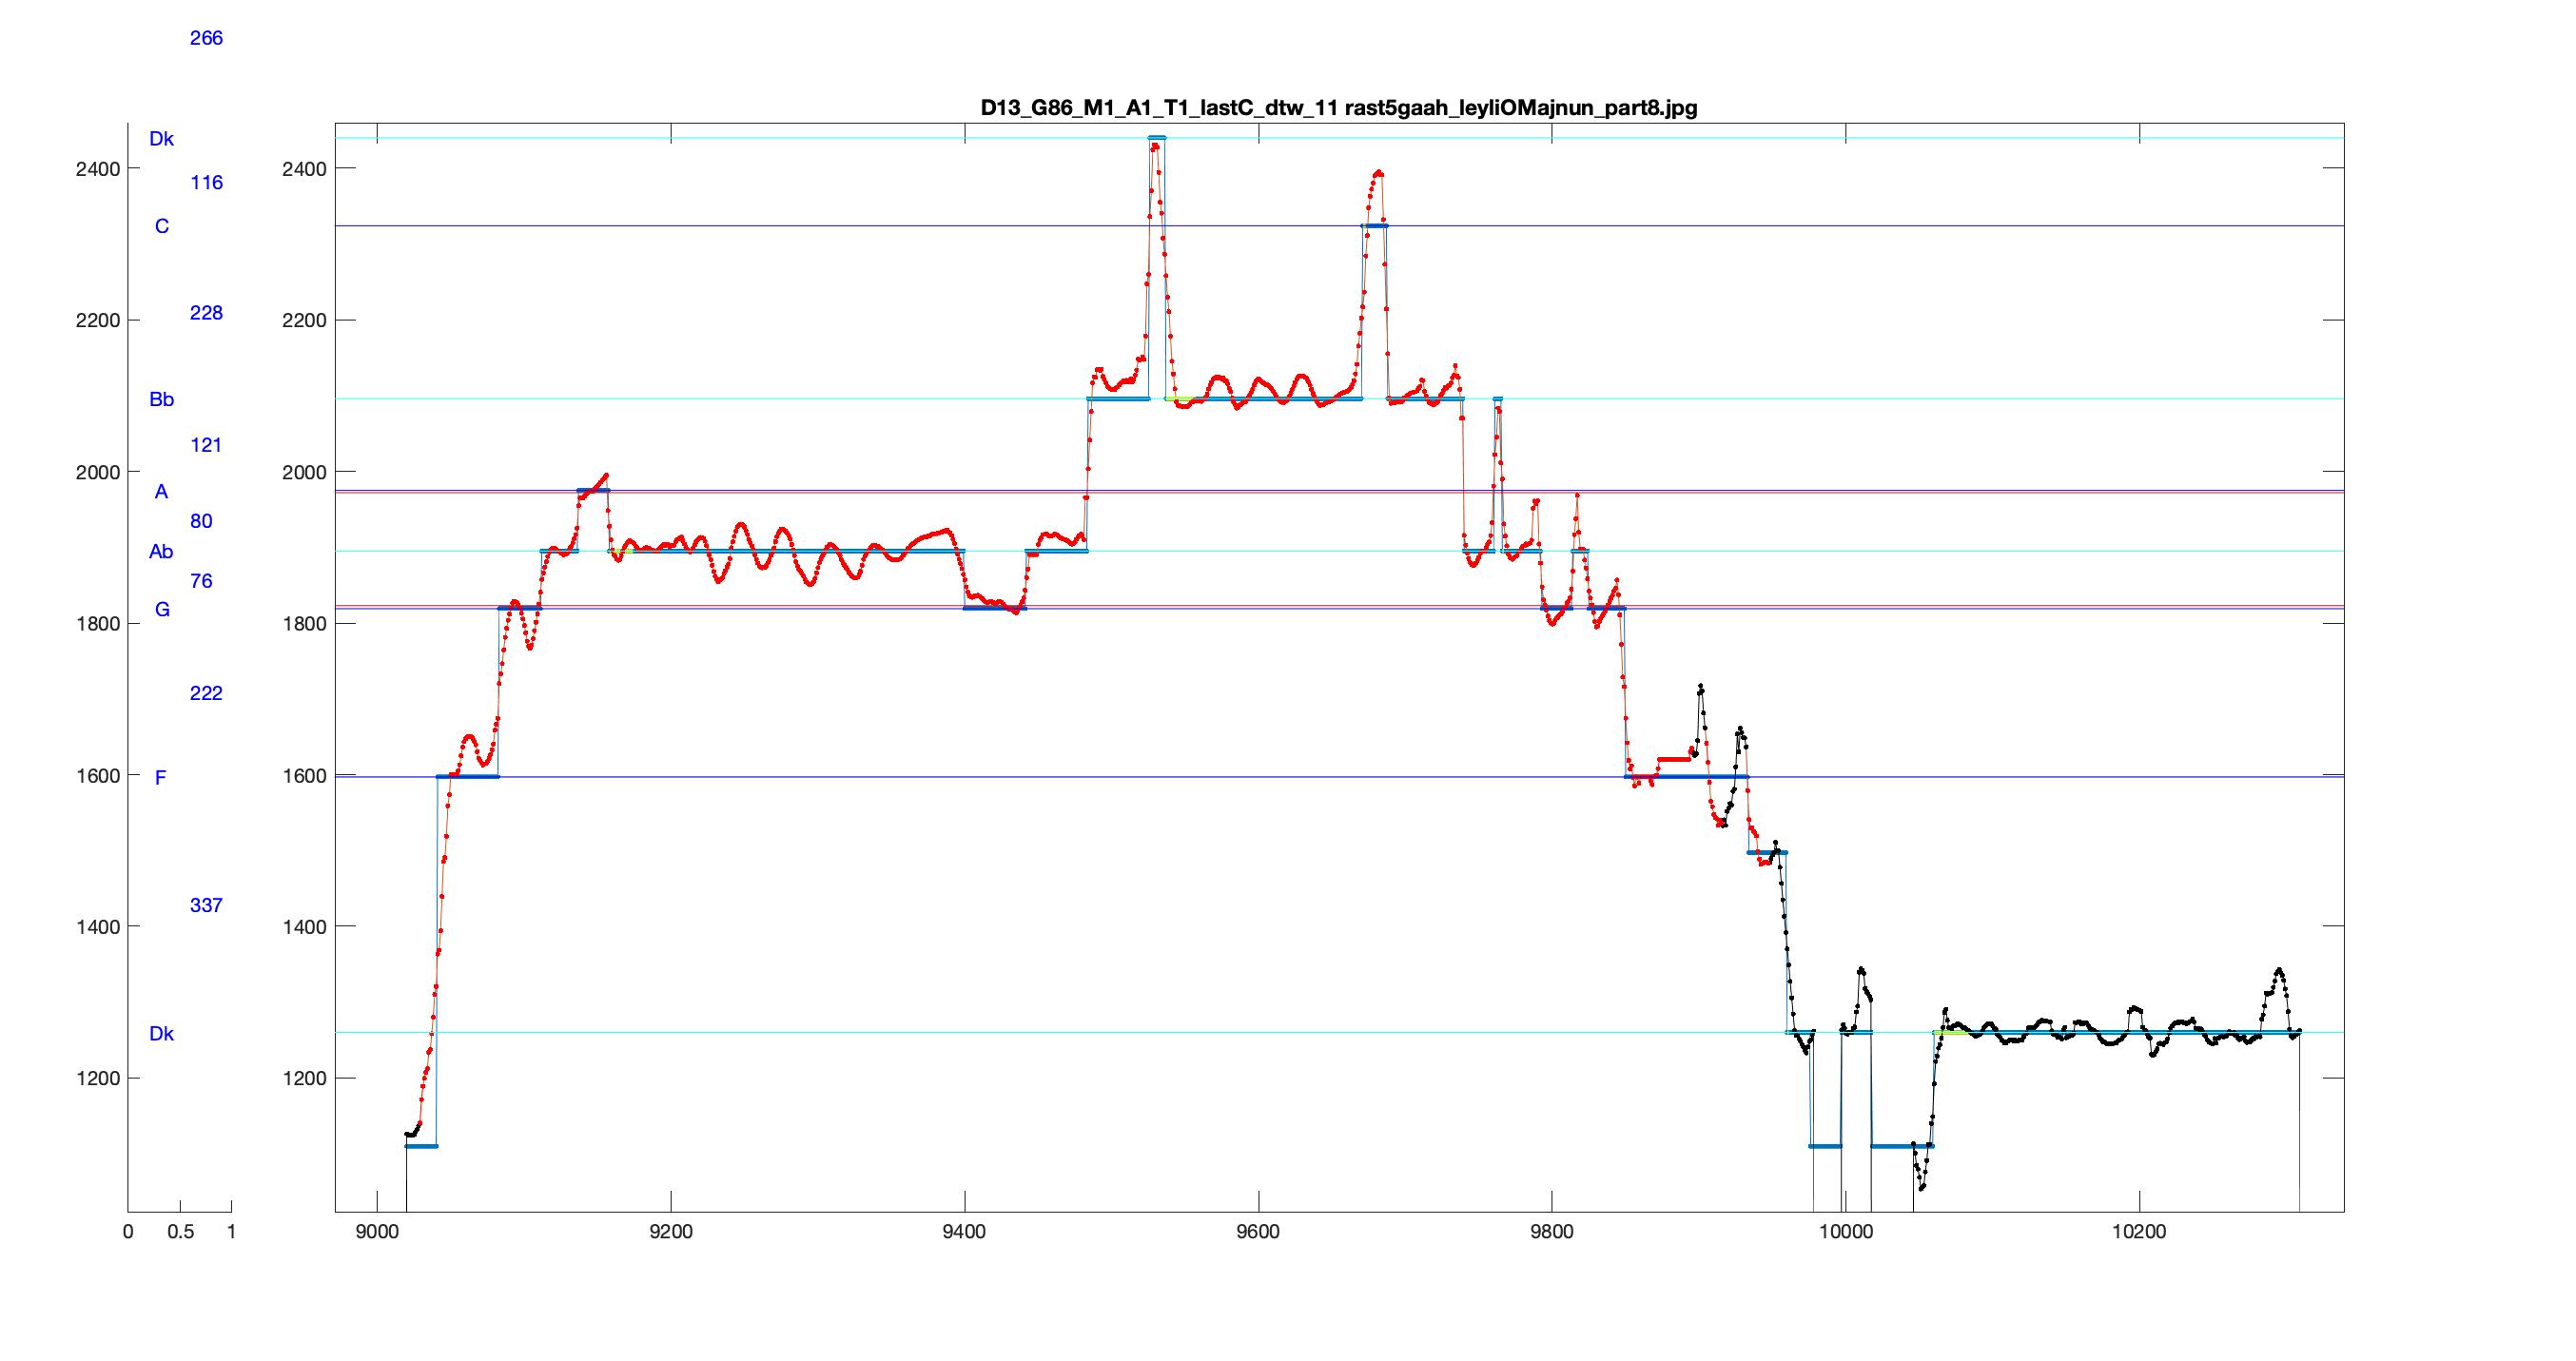 266
D13_G86_M1_A1_T1_lastC_dtw_11 rast5gaah_leyliOMajnun_part8.jpg
Dk
2400 116 2400
C
228
2200 2200
Bb
121
2000 2000
A
80
Ab
76
G
1800 1800
222
1600 F 1600
337
1400 1400
Dk
1200 1200
0 0.5 1 9000 9200 9400 9600 9800 10000 10200